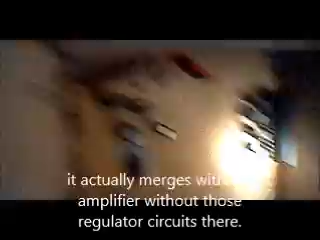 it actually merges with
amplifier without those
regulator circuits there.